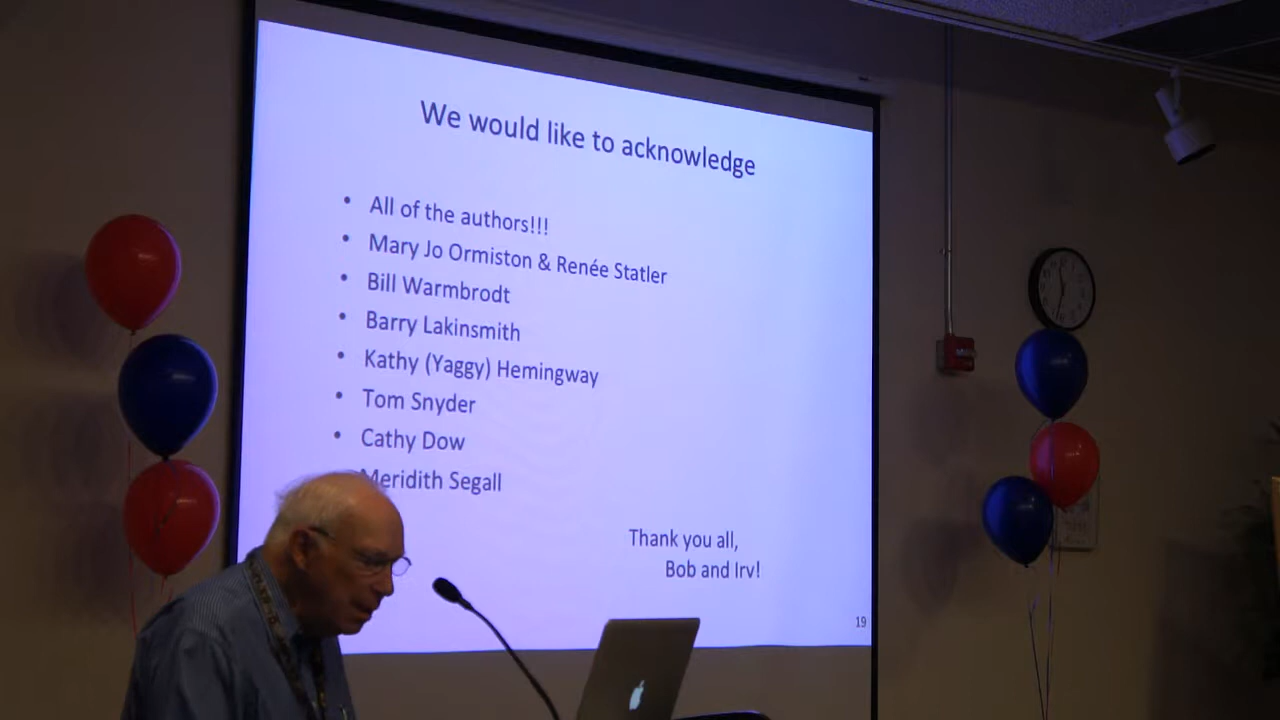 We would like to acknowledge
• All of the authors!!!
• Mary Jo Ormiston & Renée Statler
• Bill Warmbrodt
• Barry Lakinsmith
• Kathy (Yaggy) Hemingway
• Tom Snyder
• Cathy Dow
Meridith Segall
Thank you all,
Bob and Irv!
19